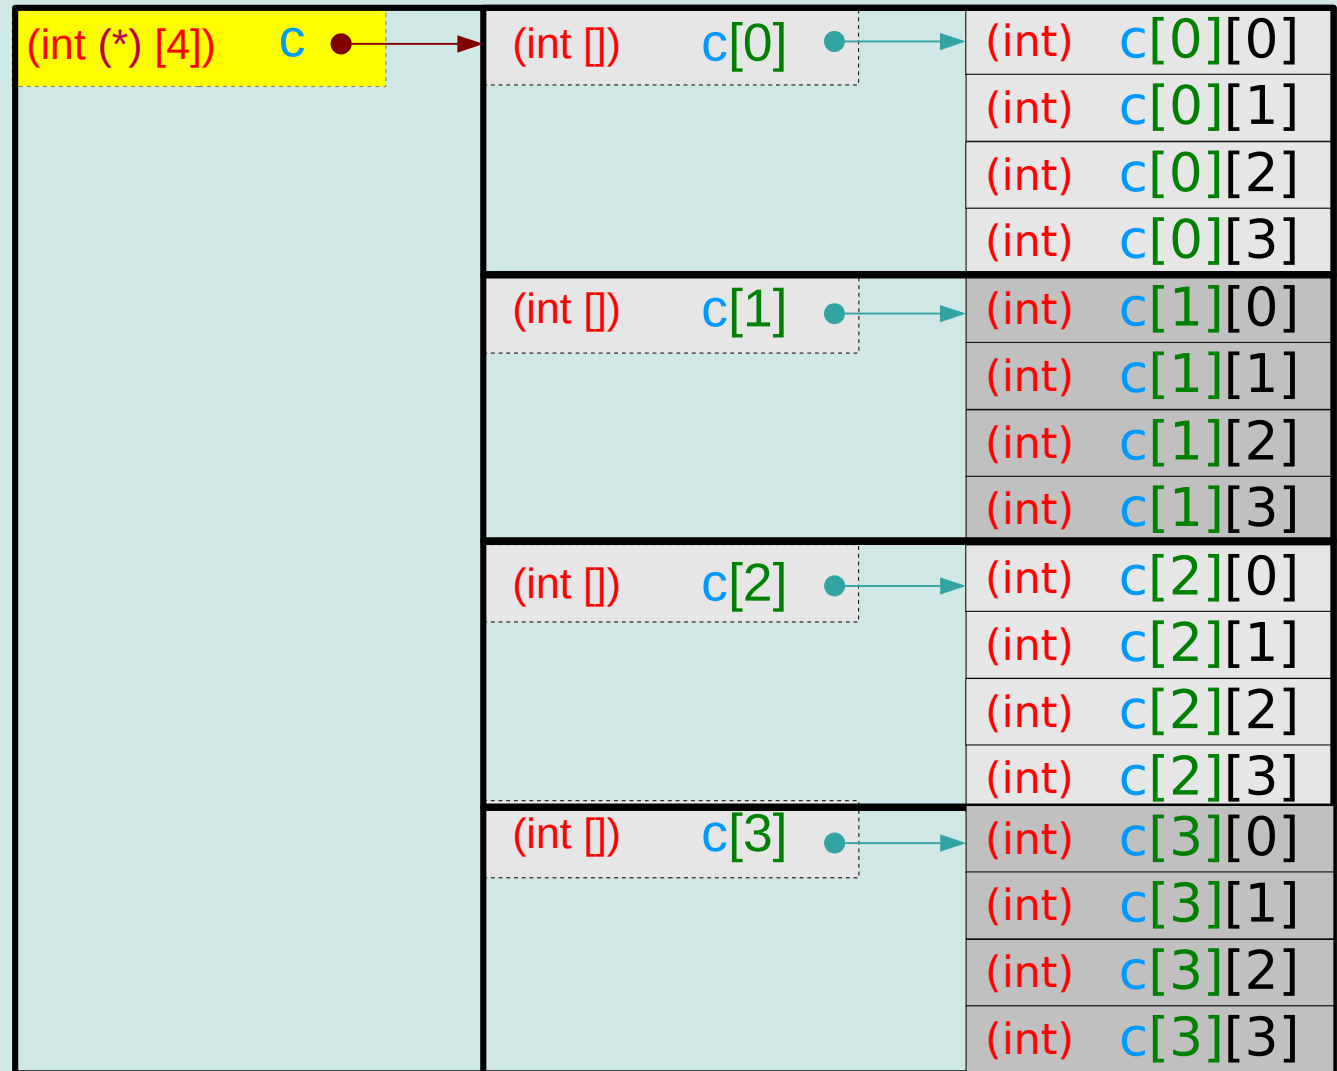 (int (*) [4]) c (int []) c[0] (int) c[0][0]
(int) c[0][1]
(int) c[0][2]
(int) c[0][3]
(int []) c[1] (int) c[1][0]
(int) c[1][1]
(int) c[1][2]
(int) c[1][3]
(int []) c[2] (int) c[2][0]
(int) c[2][1]
(int) c[2][2]
(int) c[2][3]
(int []) c[3] (int) c[3][0]
(int) c[3][1]
(int) c[3][2]
(int) c[3][3]